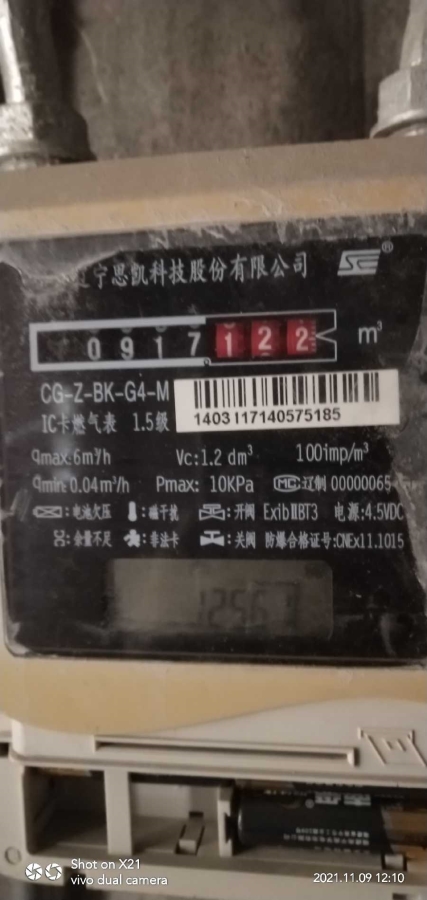 辽宁思凯科技股份有限公司
0917122 m³
CG-Z-BK-G4-M
IC卡燃气表 1.5级
1403117140575185
qmax:6m³/h Vc:1.2 dm³ 100imp/m³
qmin:0.04m³/h Pmax: 10KPa CMC辽制 00000065
:电池欠压 :磁干扰 :开阀 ExibⅡBT3 电源:4.5VDC
:余量不足 :非法卡 :关阀 防爆合格证号:CNEx11.1015
Shot on X21
vivo dual camera
2021.11.09 12:10